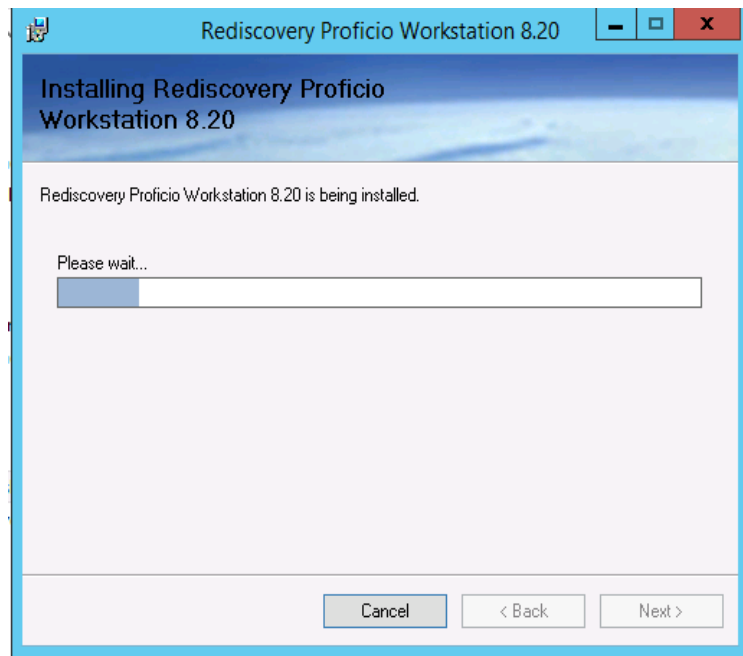 Rediscovery Proficio Workstation 8.20
Installing Rediscovery Proficio
Workstation 8.20
Rediscovery Proficio Workstation 8.20 is being installed.
Please wait...
Cancel
< Back
Next >